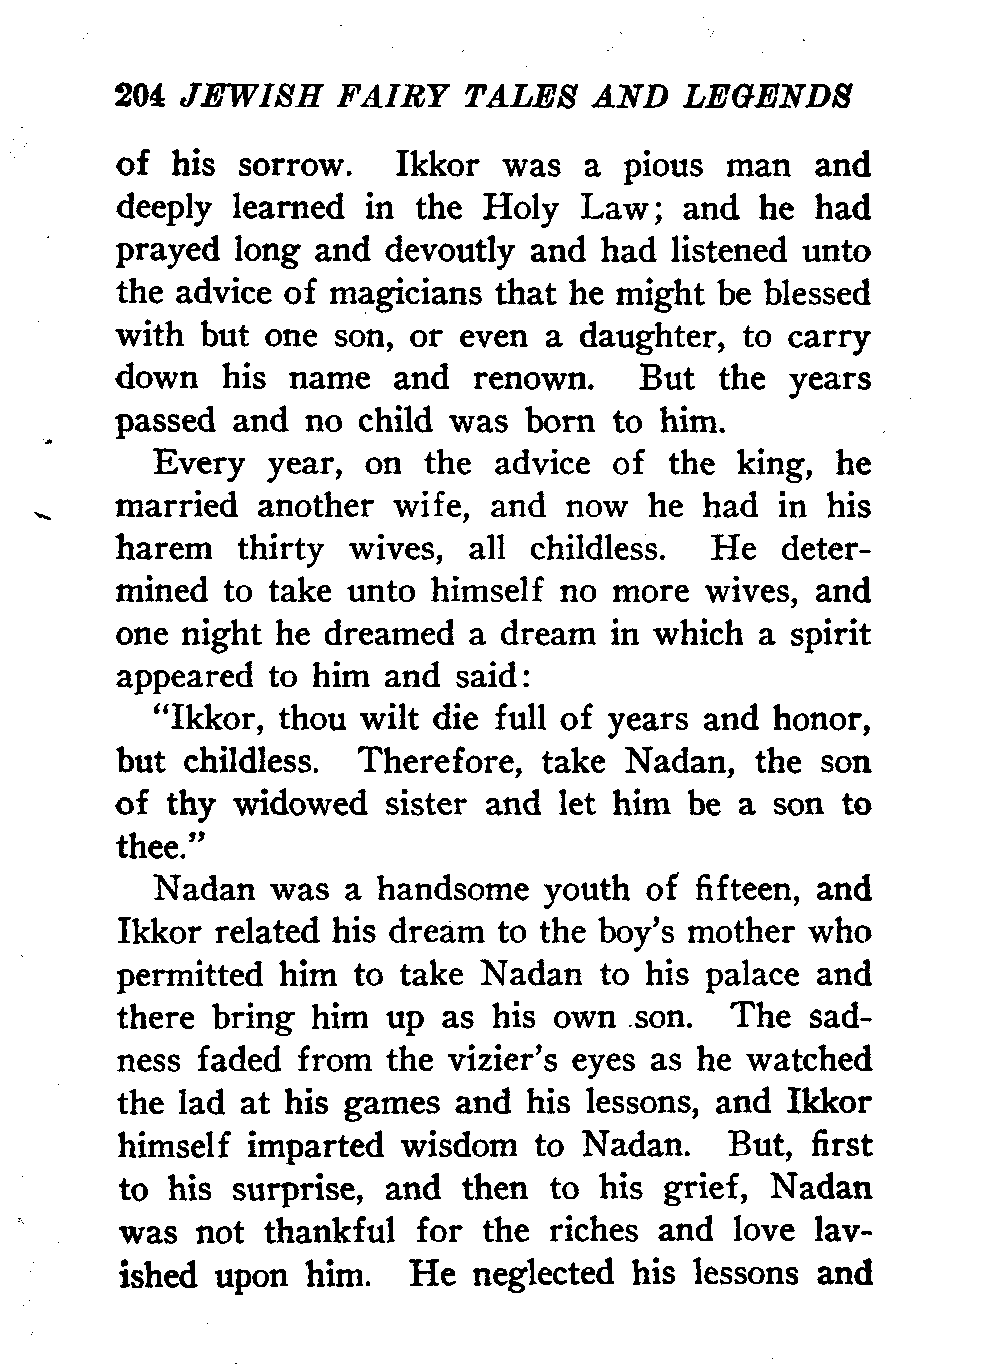 204 JEWISH FAIRY TALES AND LEGENDS
of his sorrow. Ikkor was a pious man and
deeply learned in the Holy Law; and he had
prayed long and devoutly and had listened unto
the advice of magicians that he might be blessed
with but one son, or even a daughter, to carry
down his name and renown. But the years
passed and no child was born to him.
Every year, on the advice of the king, he
married another wife, and now he had in his
harem thirty wives, all childless. He deter-
mined to take unto himself no more wives, and
one night he dreamed a dream in which a spirit
appeared to him and said:
"Ikkor, thou wilt die full of years and honor,
but childless. Therefore, take Nadan, the son
of thy widowed sister and let him be a son to
thee."
Nadan was a handsome youth of fifteen, and
Ikkor related his dream to the boy's mother who
permitted him to take Nadan to his palace and
there bring him up as his own son. The sad-
ness faded from the vizier's eyes as he watched
the lad at his games and his lessons, and Ikkor
himself imparted wisdom to Nadan. But, first
to his surprise, and then to his grief, Nadan
was not thankful for the riches and love lav-
ished upon him. He neglected his lessons and